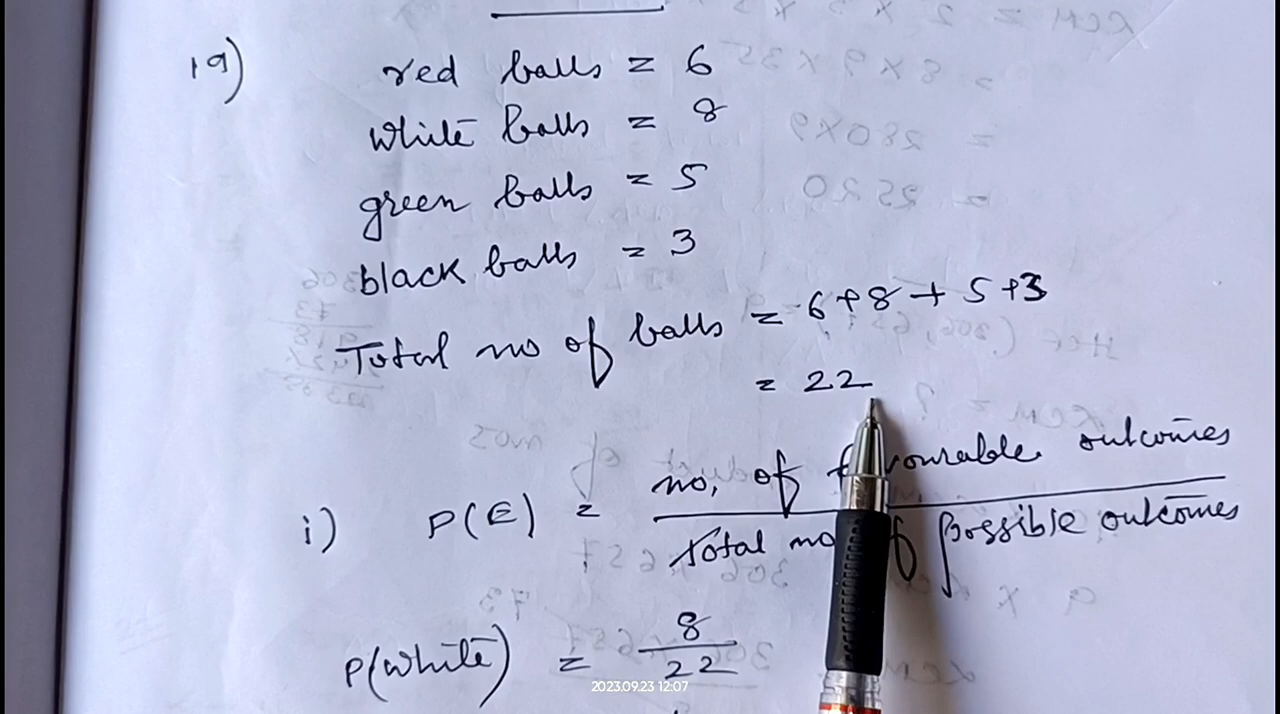 19) red balls = 6
white balls = 8
green balls = 5
black balls = 3
Total no of balls = 6+8+5+3
= 22
i) P(E) = no. of favourable outcomes
Total no of possible outcomes
P(white) = 8
22
2023.09.23 12:07